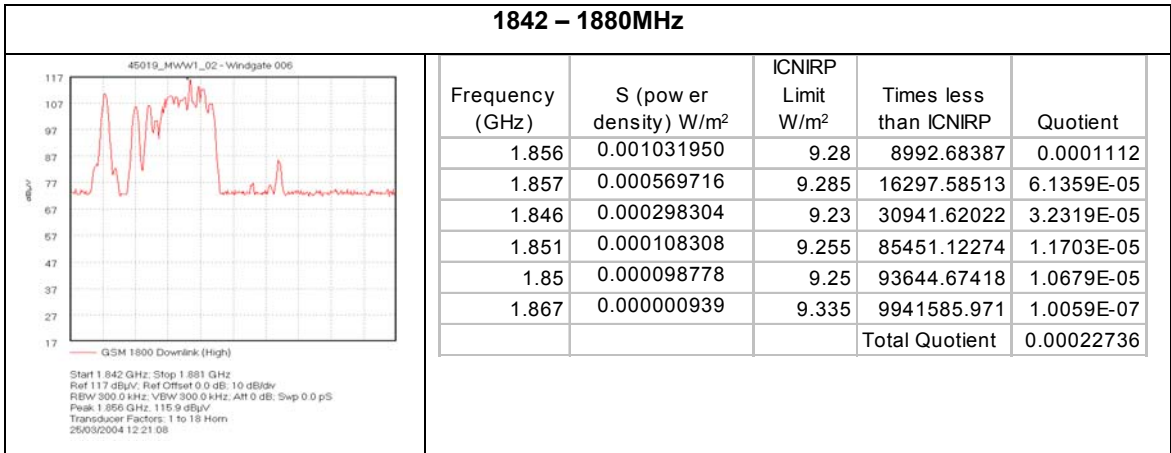 1842 – 1880MHz
45019_MWW1_02 - Windgate 006
117
107
97
87
77
67
57
47
37
27
17
dBµV
GSM 1800 Downlink (High)
Start 1.842 GHz; Stop 1.881 GHz
Ref 117 dBµV; Ref Offset 0.0 dB; 10 dB/div
RBW 300.0 kHz; VBW 300.0 kHz; Att 0 dB; Swp 0.0 pS
Peak 1.856 GHz, 115.9 dBµV
Transducer Factors: 1 to 18 Horn
25/03/2004 12:21:08
Frequency (GHz) S (pow er density) W/m² ICNIRP Limit W/m² Times less than ICNIRP Quotient
1.856 0.001031950 9.28 8992.68387 0.0001112
1.857 0.000569716 9.285 16297.58513 6.1359E-05
1.846 0.000298304 9.23 30941.62022 3.2319E-05
1.851 0.000108308 9.255 85451.12274 1.1703E-05
1.85 0.000098778 9.25 93644.67418 1.0679E-05
1.867 0.000000939 9.335 9941585.971 1.0059E-07
Total Quotient 0.00022736